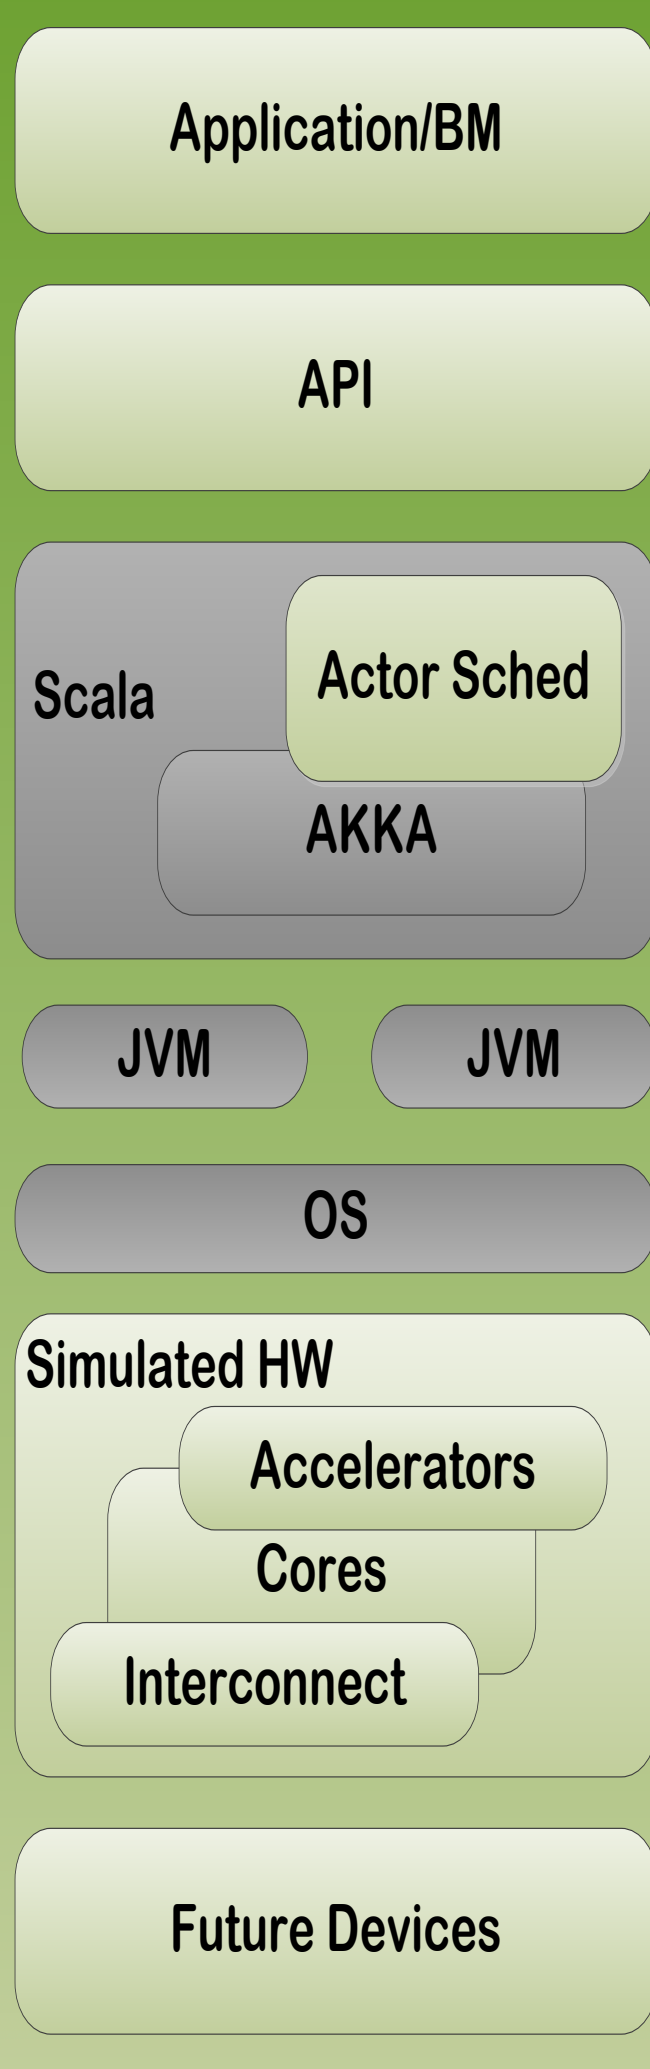 Application/BM
API
Actor Sched
Scala
AKKA
JVM JVM
OS
Simulated HW
Accelerators
Cores
Interconnect
Future Devices